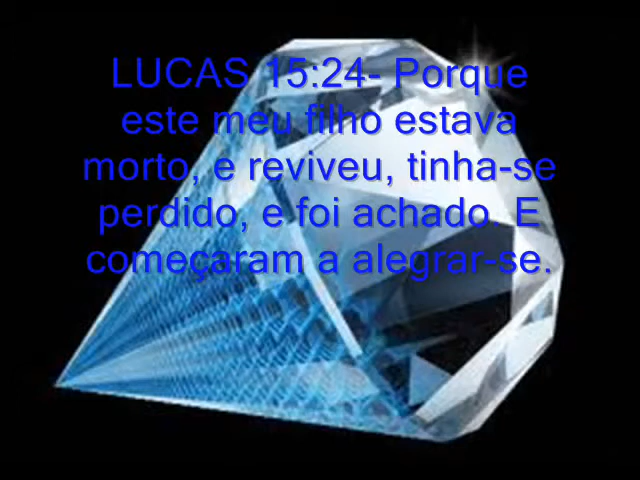 LUCAS 15:24- Porque
este meu filho estava
morto, e reviveu, tinha-se
perdido, e foi achado. E
começaram a alegrar-se.